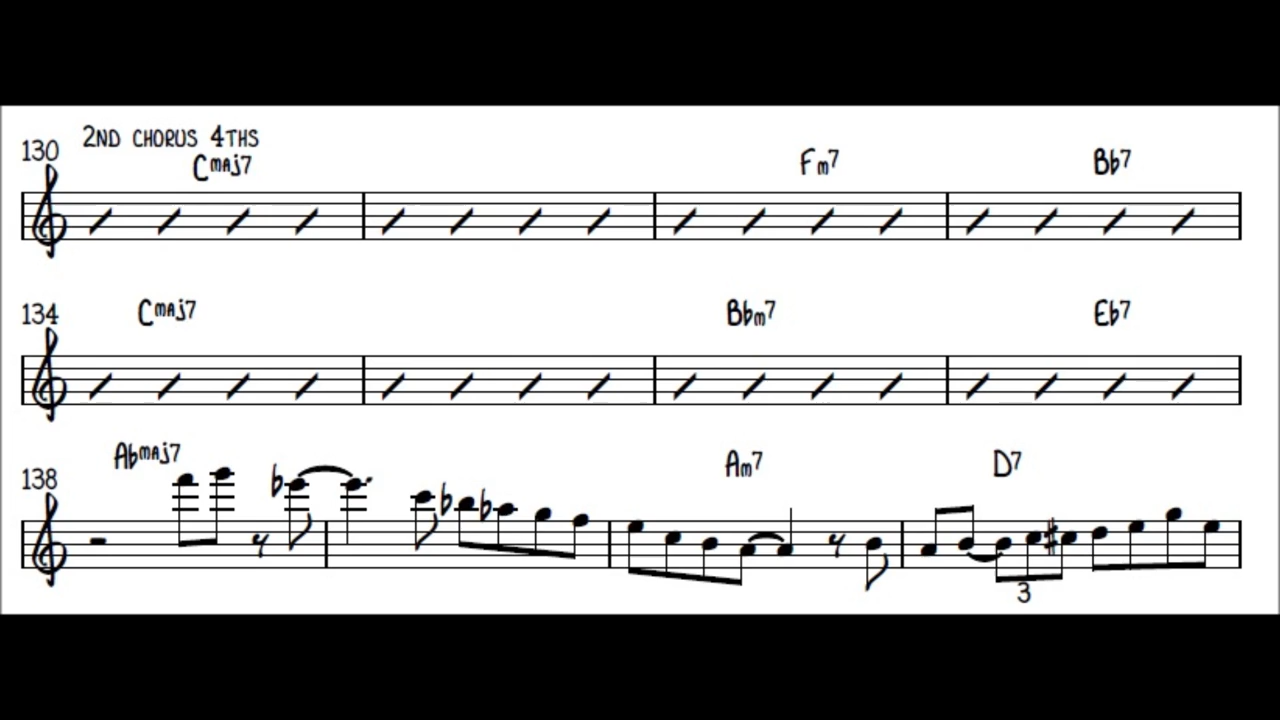 2ND CHORUS 4THS
130 Cmaj7 Fm7 Bb7
134 Cmaj7 Bbm7 Eb7
138 Abmaj7 Am7 D7
3